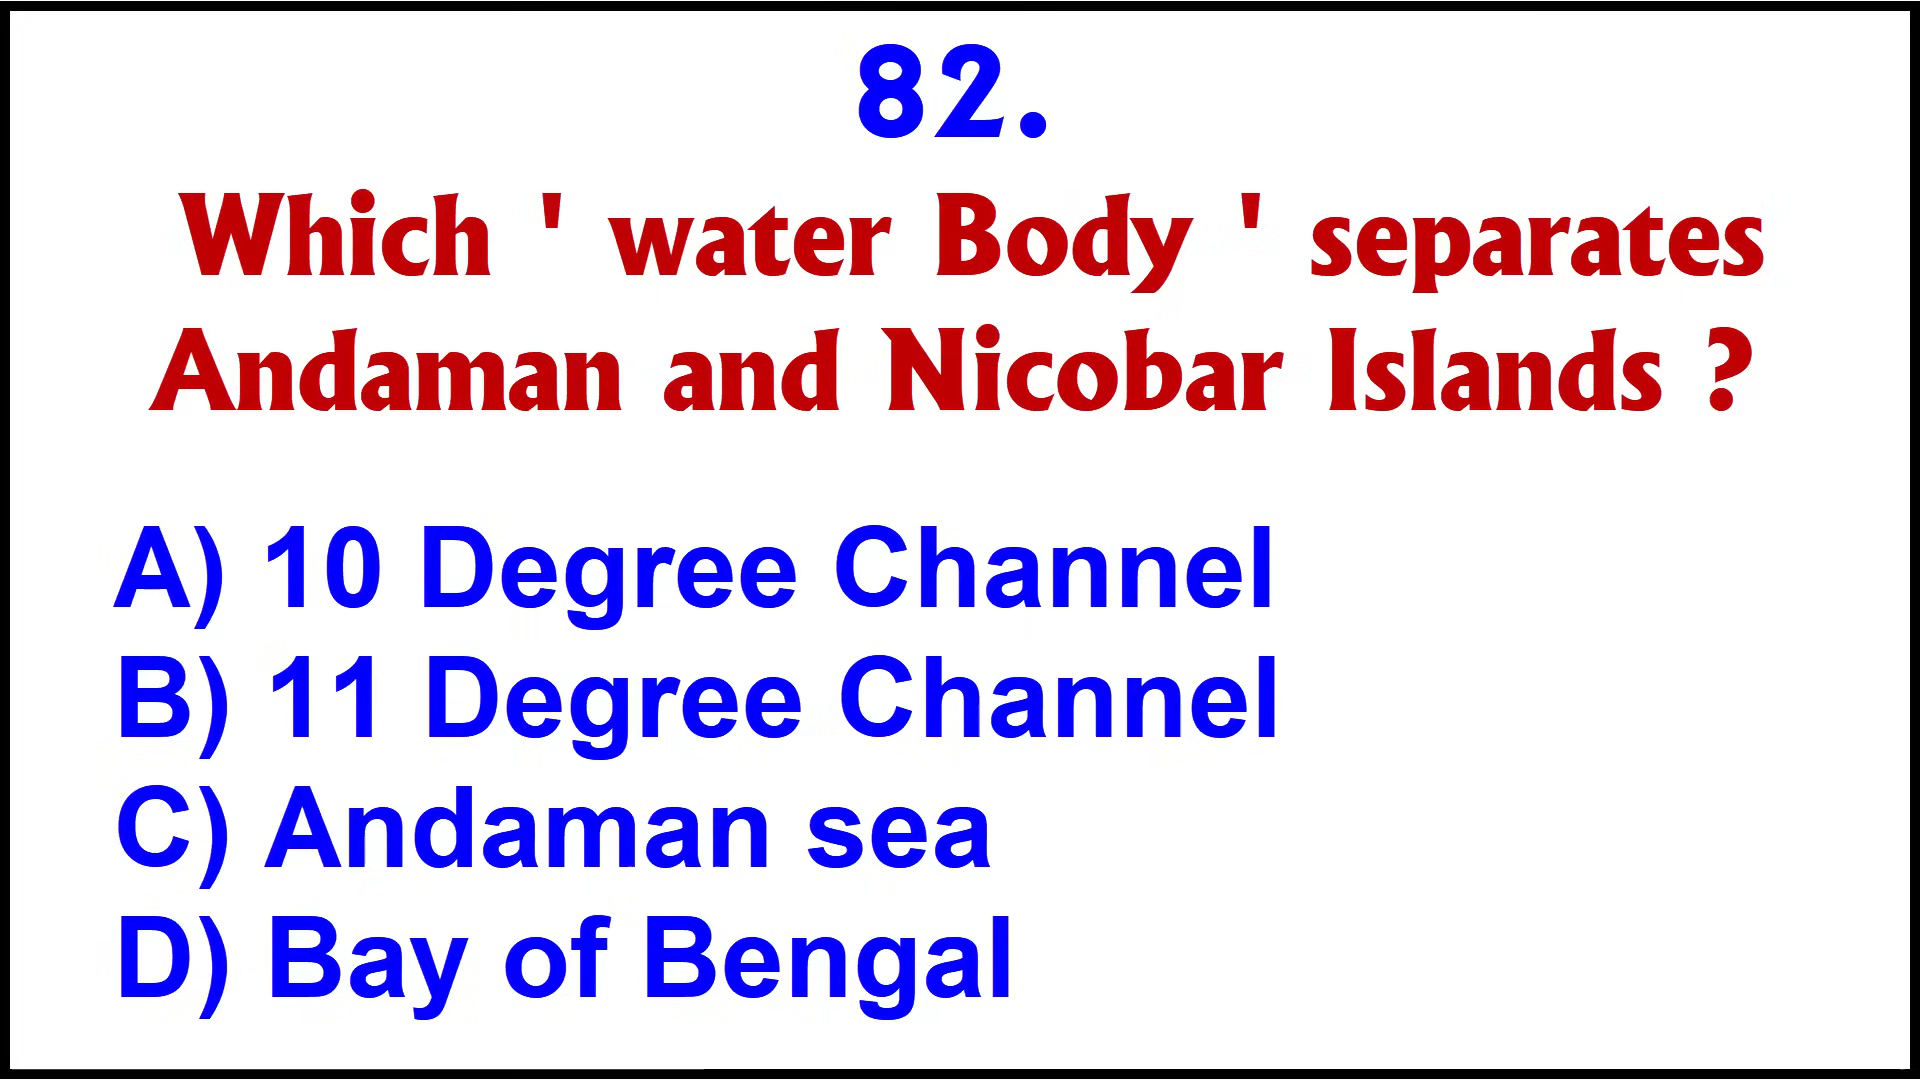 82.
Which ' water Body ' separates
Andaman and Nicobar Islands ?
A) 10 Degree Channel
B) 11 Degree Channel
C) Andaman sea
D) Bay of Bengal